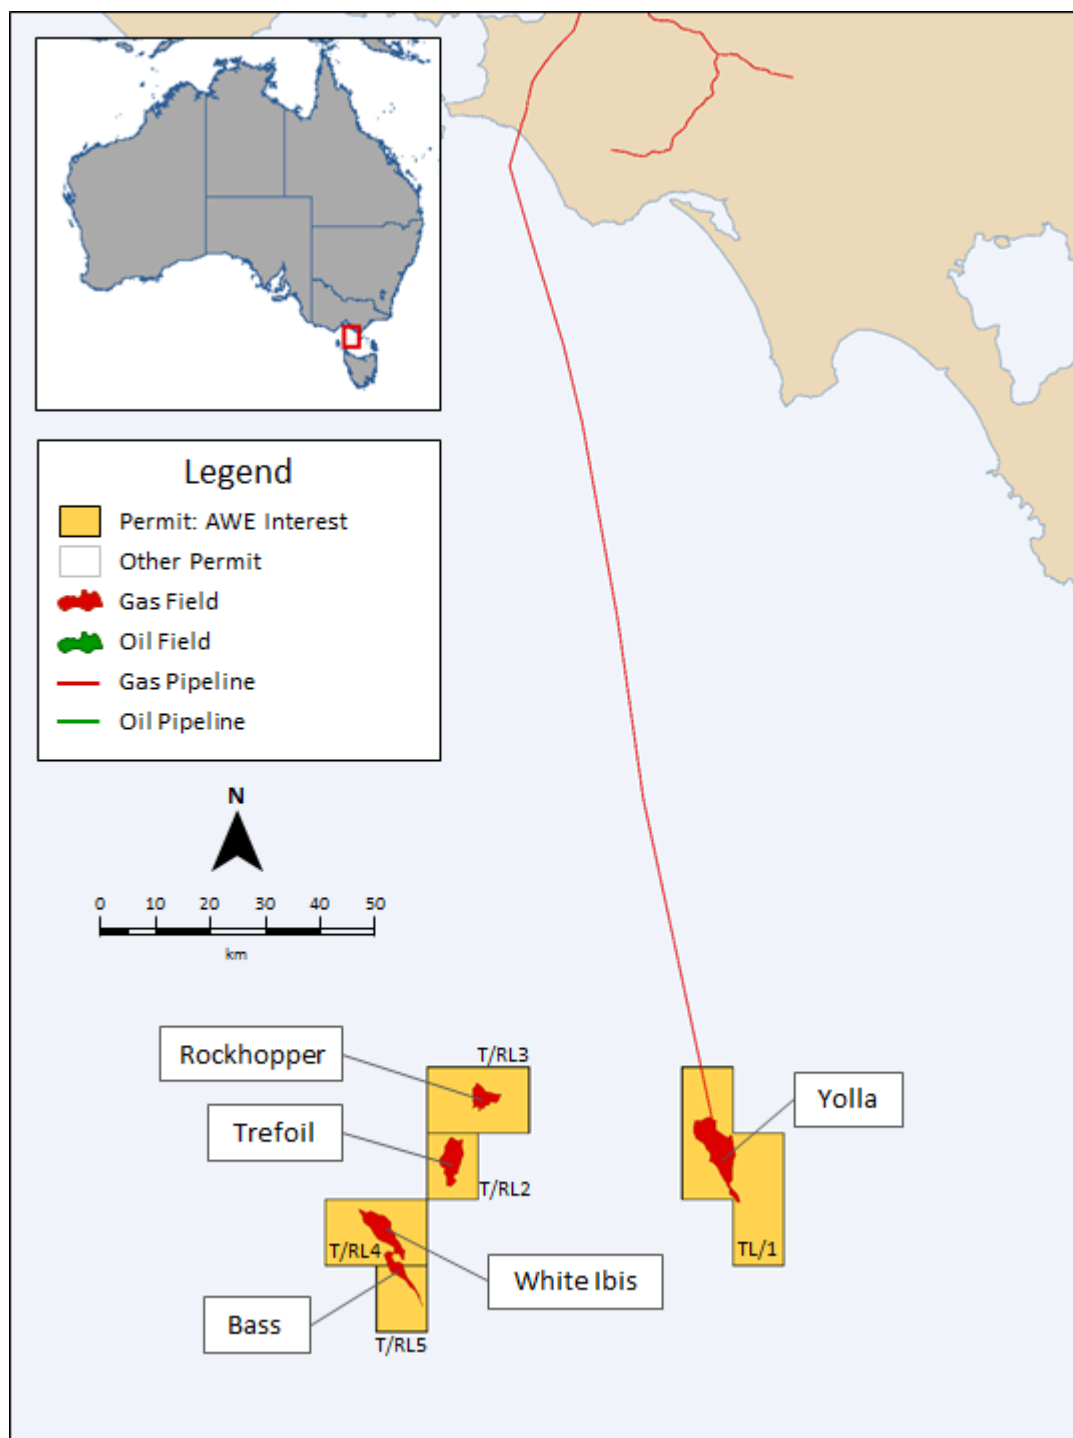 Legend
Permit: AWE Interest
Other Permit
Gas Field
Oil Field
Gas Pipeline
Oil Pipeline
N
0 10 20 30 40 50
km
T/RL3
Rockhopper
Yolla
Trefoil
T/RL2
T/RL4
TL/1
White Ibis
Bass
T/RL5